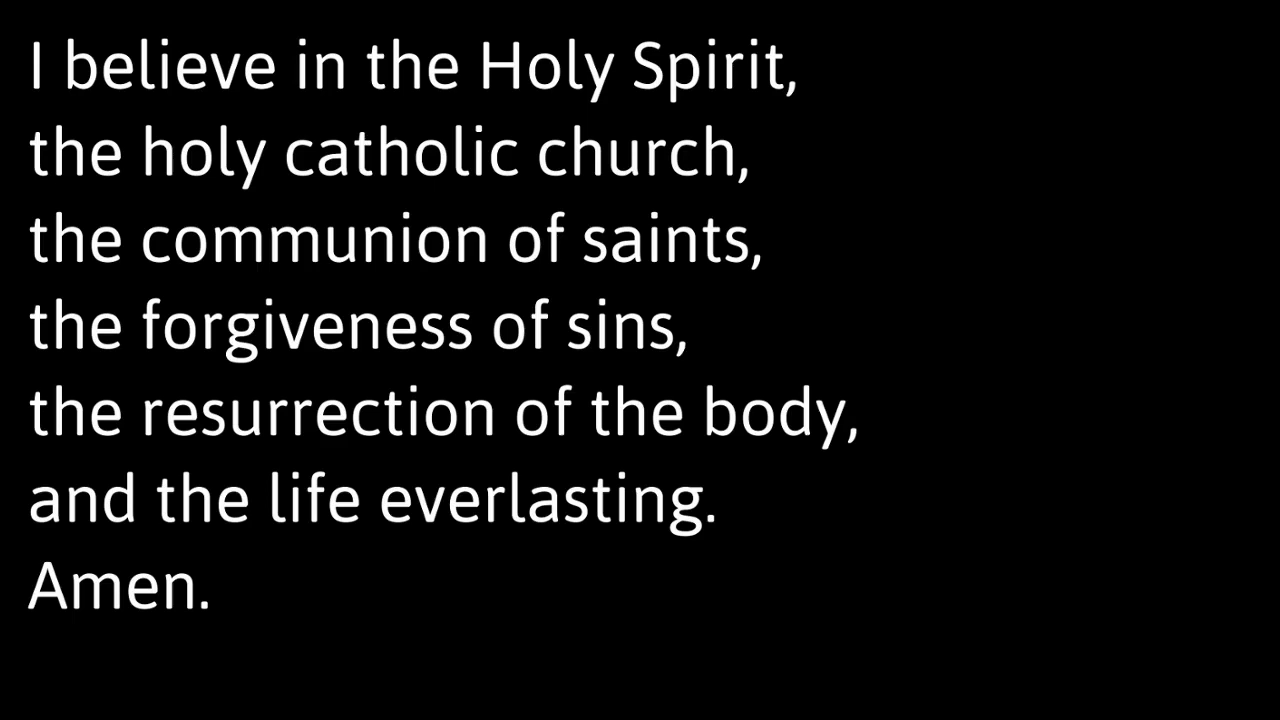 I believe in the Holy Spirit,
the holy catholic church,
the communion of saints,
the forgiveness of sins,
the resurrection of the body,
and the life everlasting.
Amen.